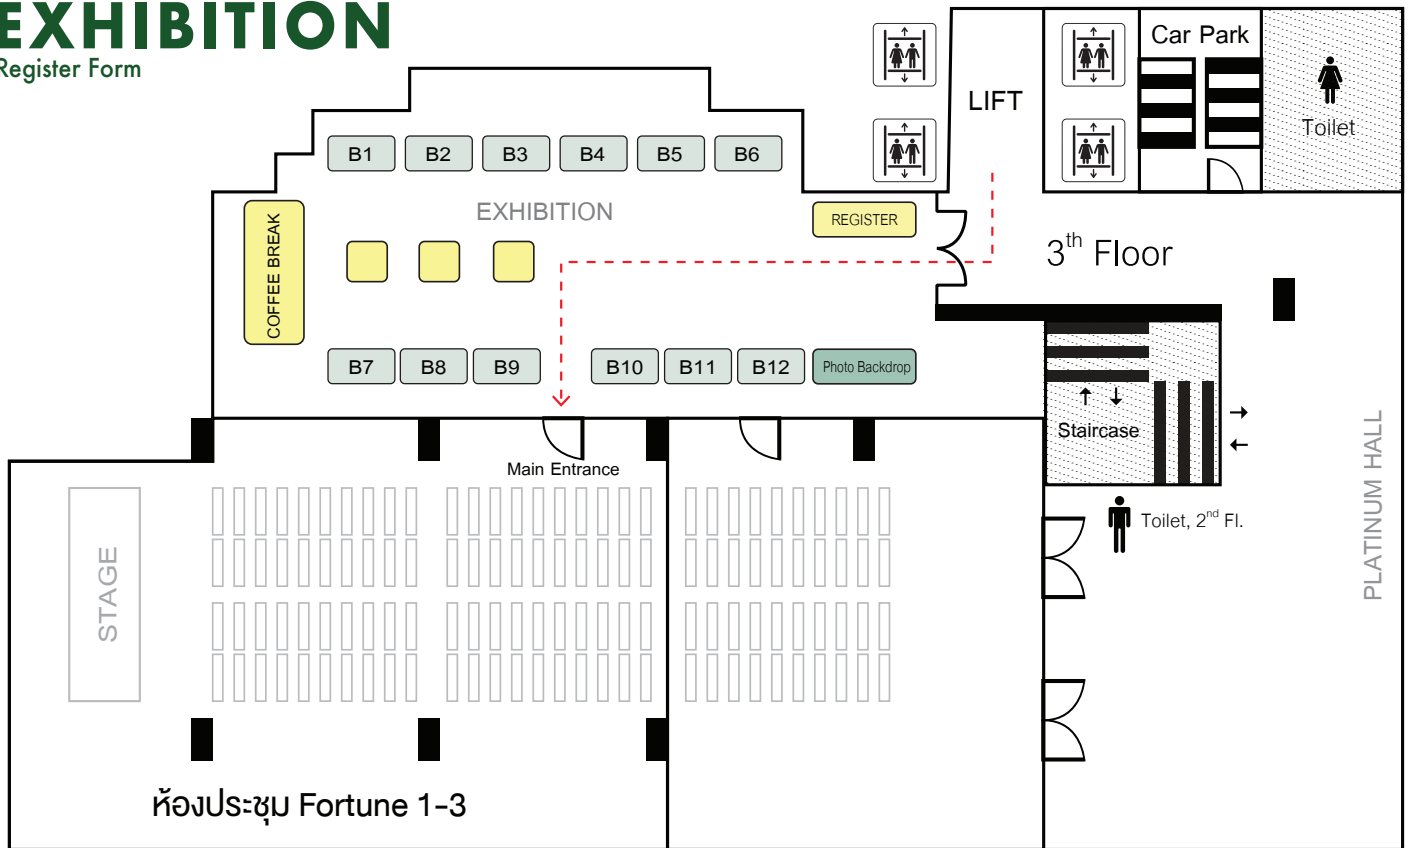 EXHIBITION
Register Form
Car Park
LIFT
Toilet
B1 B2 B3 B4 B5 B6
EXHIBITION
REGISTER
COFFEE BREAK
3th Floor
B7 B8 B9 B10 B11 B12 Photo Backdrop
Staircase
Main Entrance
Toilet, 2nd Fl.
PLATINUM HALL
STAGE
ห้องประชุม Fortune 1-3